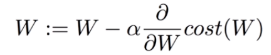 W := W - α ∂/∂W cost(W)